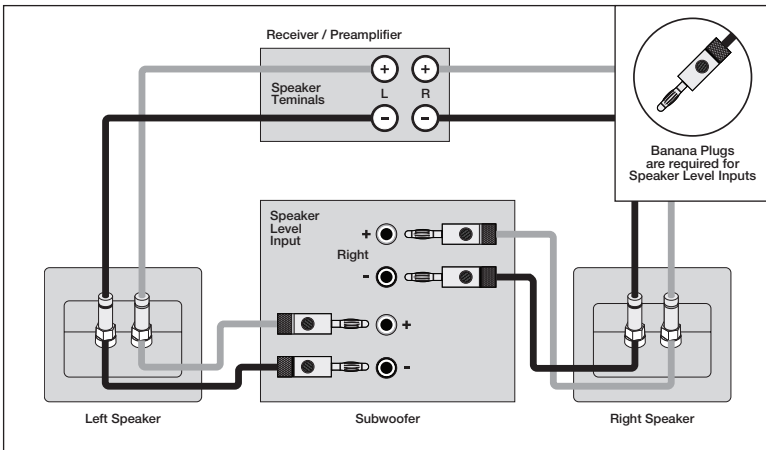 Receiver / Preamplifier
Speaker
Teminals
+ +
L R
- -
Banana Plugs
are required for
Speaker Level Inputs
Speaker
Level
Input
+
Right
-
+
-
Left Speaker
Subwoofer
Right Speaker